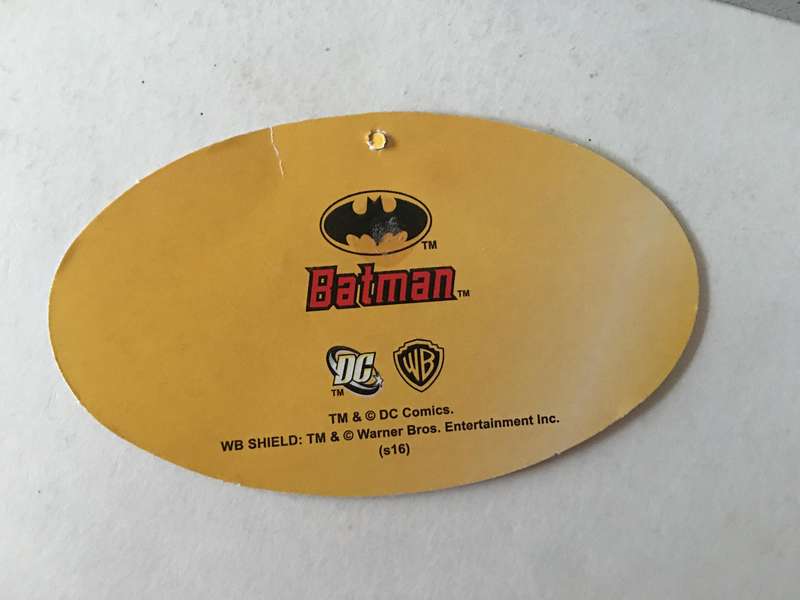 TM
Batman TM
DC WB
TM
TM & © DC Comics.
WB SHIELD: TM & © Warner Bros. Entertainment Inc.
(s16)